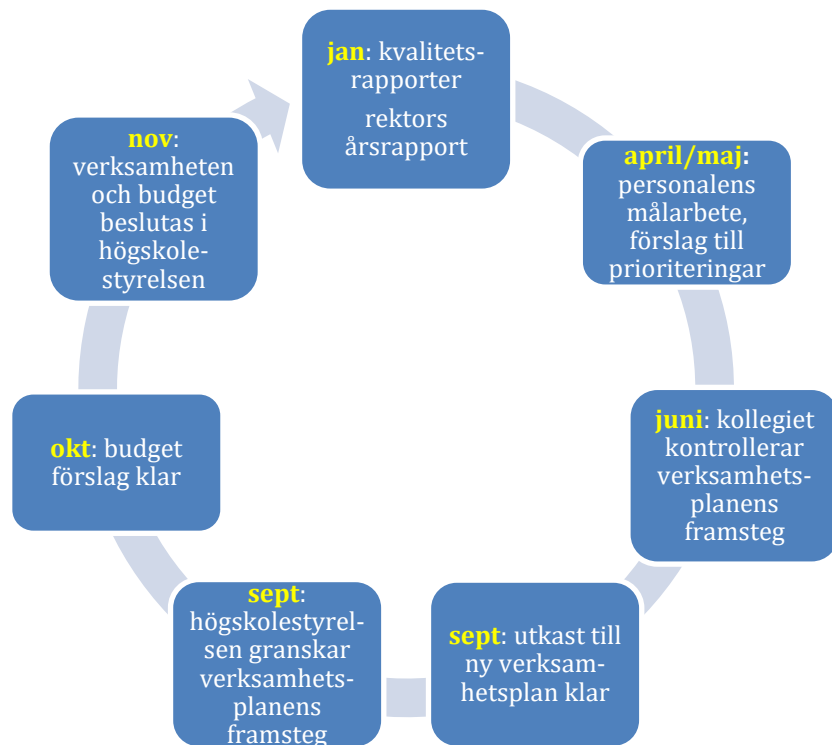 jan: kvalitets-
rapporter
rektors
årsrapport
april/maj:
personalens
målarbete,
förslag till
prioriteringar
juni: kollegiet
kontrollerar
verksamhets-
planens
framsteg
sept: utkast till
ny verksam-
hetsplan klar
sept:
högskolestyrel-
sen granskar
verksamhets-
planens
framsteg
okt: budget
förslag klar
nov:
verksamheten
och budget
beslutas i
högskole-
styrelsen